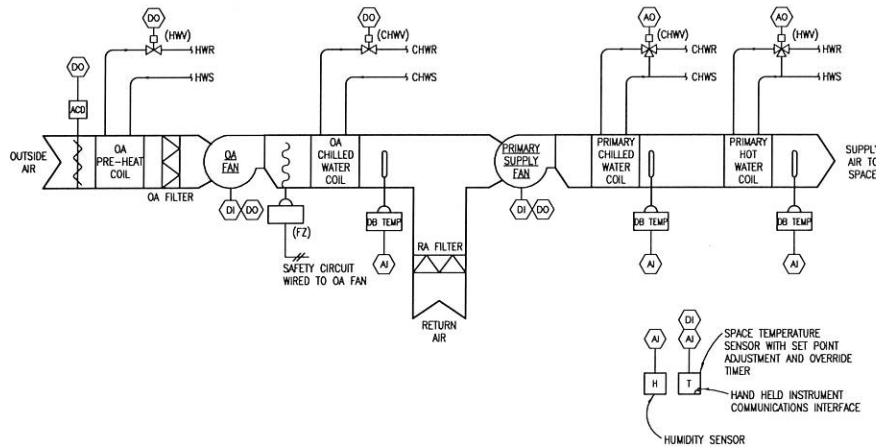 DO
(HWV)
HWR
HWS
DO
ACD
DO
(CHWV)
CHWR
CHWS
AO
(CHWV)
CHWR
CHWS
AO
(HWV)
HWR
HWS
OUTSIDE
AIR
OA
PRE-HEAT
COIL
OA FILTER
OA
FAN
DI
DO
(FZ)
SAFETY CIRCUIT
WIRED TO OA FAN
OA
CHILLED
WATER
COIL
DB TEMP
AI
RA FILTER
RETURN
AIR
PRIMARY
SUPPLY
FAN
DI
DO
PRIMARY
CHILLED
WATER
COIL
DB TEMP
AI
PRIMARY
HOT
WATER
COIL
DB TEMP
AI
SUPPLY
AIR TO
SPACE
AI
H
HUMIDITY SENSOR
DI
AI
T
SPACE TEMPERATURE
SENSOR WITH SET POINT
ADJUSTMENT AND OVERRIDE
TIMER
HAND HELD INSTRUMENT
COMMUNICATIONS INTERFACE